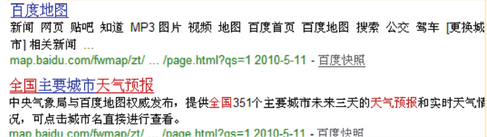 百度地图
新闻 网页 贴吧 知道 MP3 图片 视频 地图 百度首页 百度地图 搜索 公交 驾车 [更换城
市] 相关新闻 ...
map.baidu.com/fwmap/zt/ ... /page.html?qs=1 2010-5-11 - 百度快照
全国主要城市天气预报
中央气象局与百度地图权威发布，提供全国351个主要城市未来三天的天气预报和实时天气情
况，可点击城市名直接进行查看。
map.baidu.com/fwmap/zt/ ... /page.html?qs=1 2010-5-11 - 百度快照